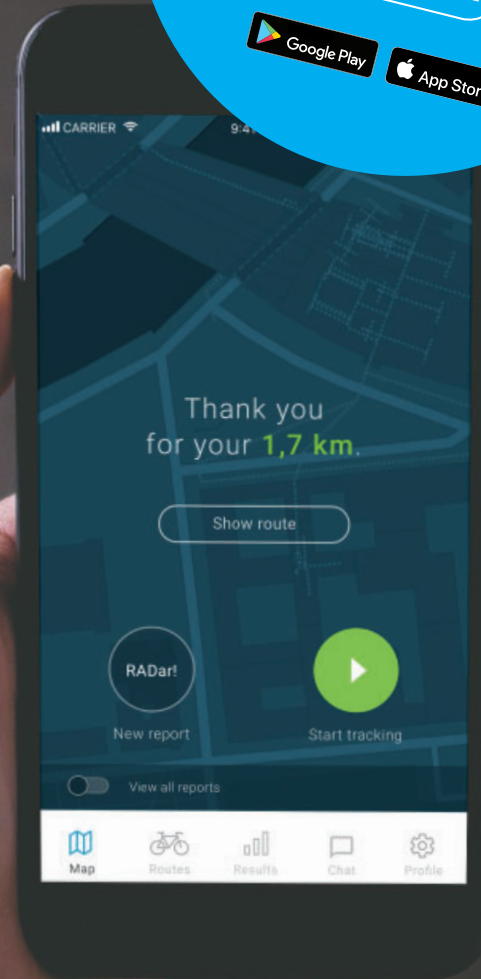 Google Play
App Stor
CARRIER
9:41
Thank you
for your 1,7 km.
Show route
RADar!
New report
Start tracking
View all reports
Map
Routes
Results
Chat
Profile